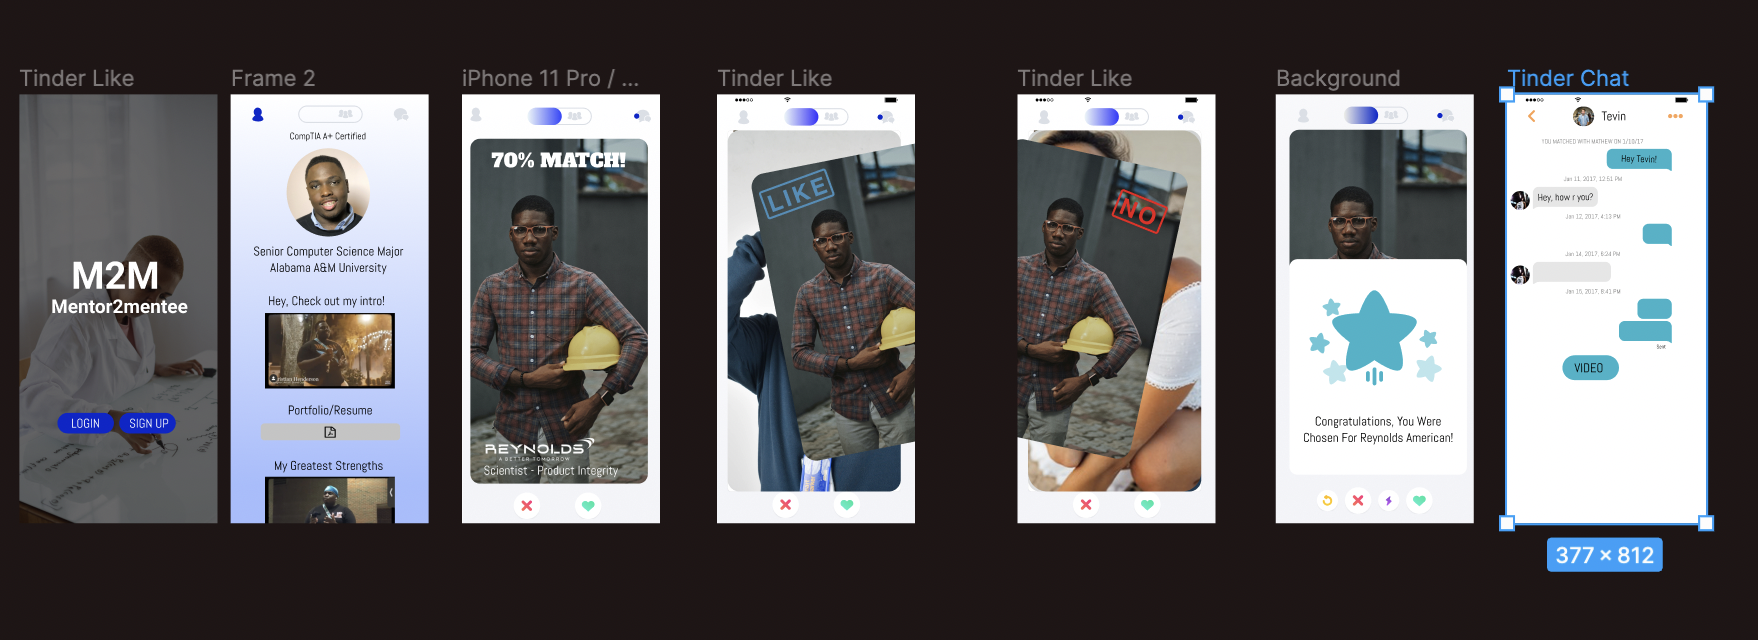 Tinder Like
M2M
Mentor2mentee
LOGIN
SIGN UP
Frame 2
CompTIA A+ Certified
Senior Computer Science Major
Alabama A&M University
Hey, Check out my intro!
Portfolio/Resume
My Greatest Strengths
iPhone 11 Pro / ...
70% MATCH!
REYNOLDS
A BETTER TOMORROW
Scientist - Product Integrity
Tinder Like
LIKE
Tinder Like
NO
Background
Congratulations, You Were
Chosen For Reynolds American!
Tinder Chat
Tevin
YOU MATCHED WITH MATHEW ON 1/10/17
Hey Tevin!
Jan 11, 2017, 12:51 PM
Hey, how r you?
Jan 12, 2017, 4:13 PM
Jan 14, 2017, 9:24 PM
Jan 15, 2017, 8:41 PM
Sent
VIDEO
377 × 812